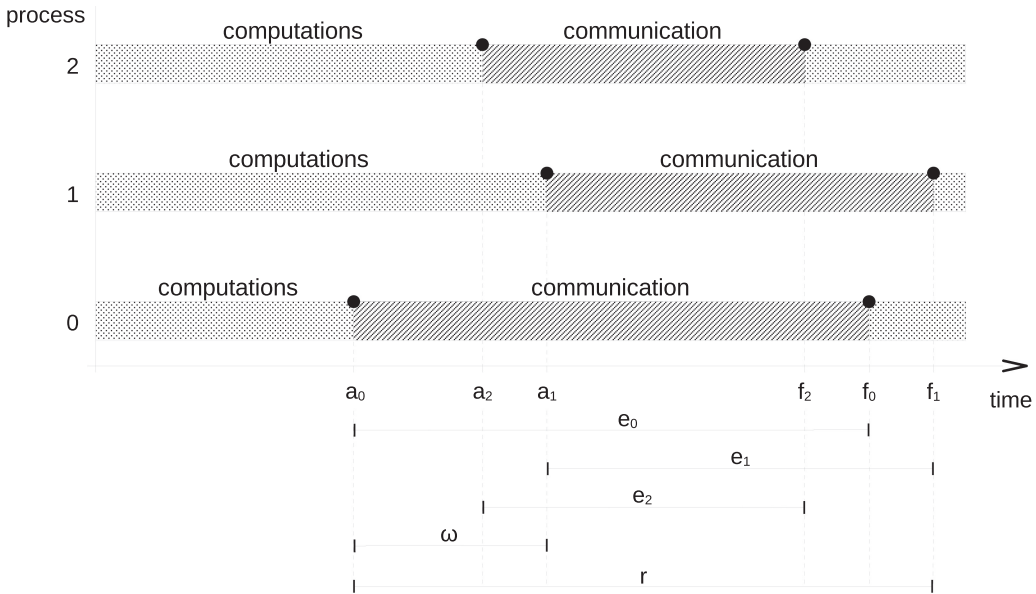 process
computations communication
2
computations communication
1
computations communication
0
a₀ a₂ a₁ f₂ f₀ f₁
time
e₀
e₁
e₂
ω
r